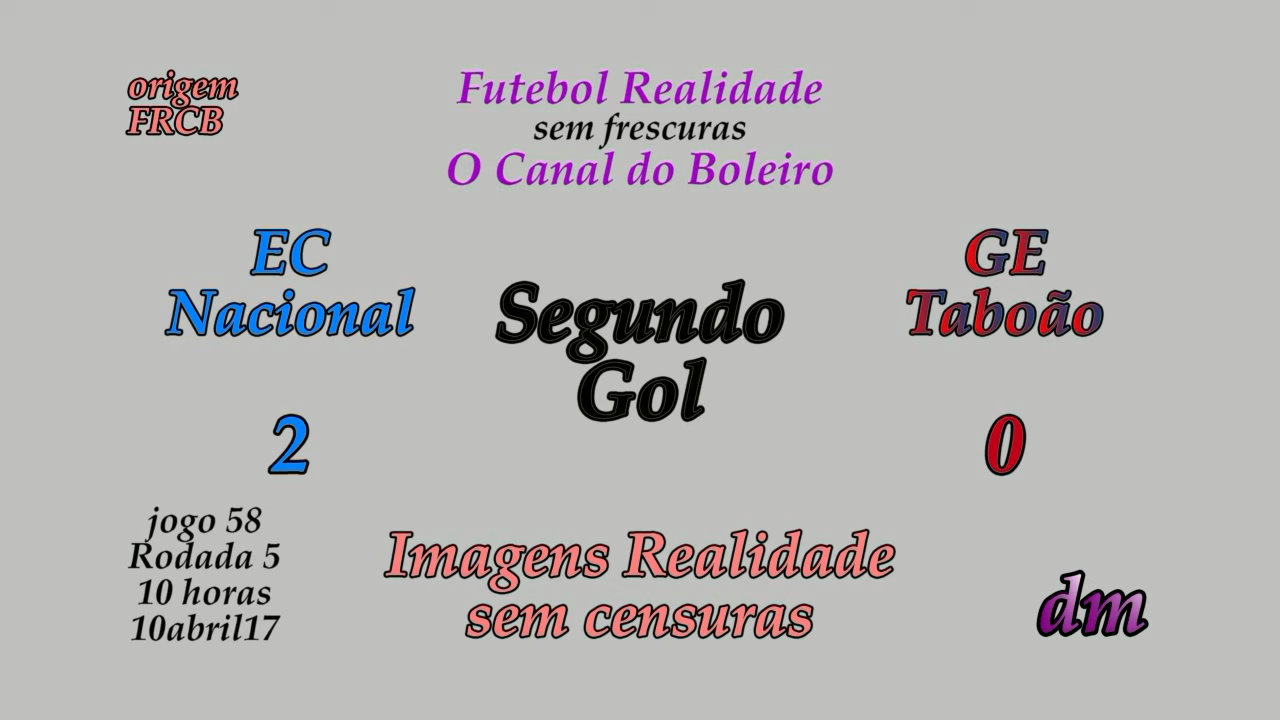 origem
FRCB
Futebol Realidade
sem frescuras
O Canal do Boleiro
EC
Nacional
Segundo
Gol
GE
Taboão
2
0
jogo 58
Rodada 5
10 horas
10abril17
Imagens Realidade
sem censuras
dm